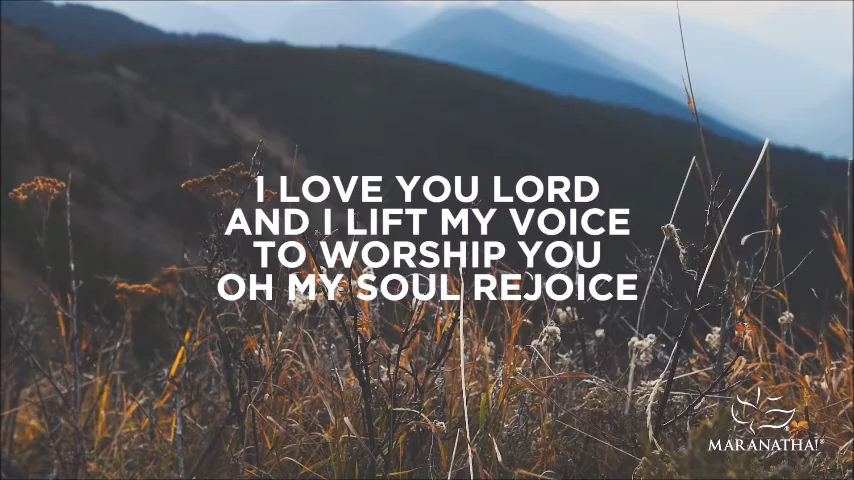 I LOVE YOU LORD
AND I LIFT MY VOICE
TO WORSHIP YOU
OH MY SOUL REJOICE
MARANATHA!®